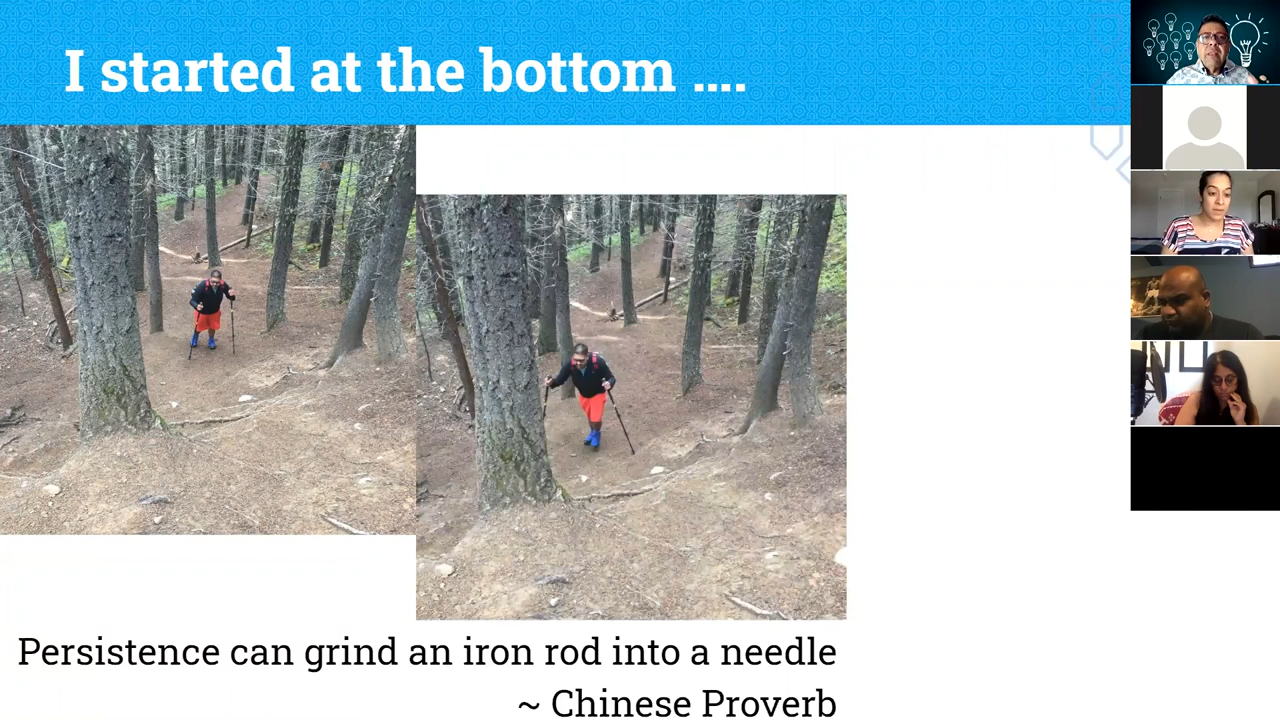 I started at the bottom ....
Persistence can grind an iron rod into a needle
~ Chinese Proverb